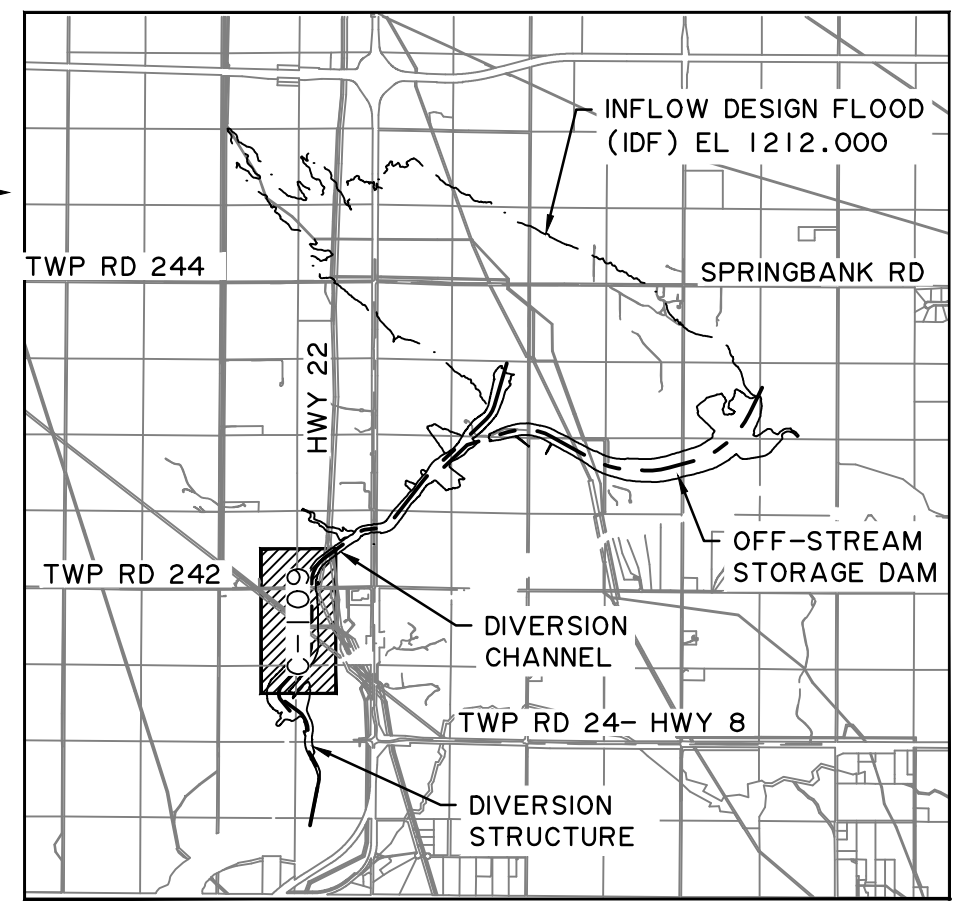 INFLOW DESIGN FLOOD
(IDF) EL 1212.000
TWP RD 244
SPRINGBANK RD
HWY 22
OFF-STREAM
STORAGE DAM
TWP RD 242
C-109
DIVERSION
CHANNEL
TWP RD 24- HWY 8
DIVERSION
STRUCTURE